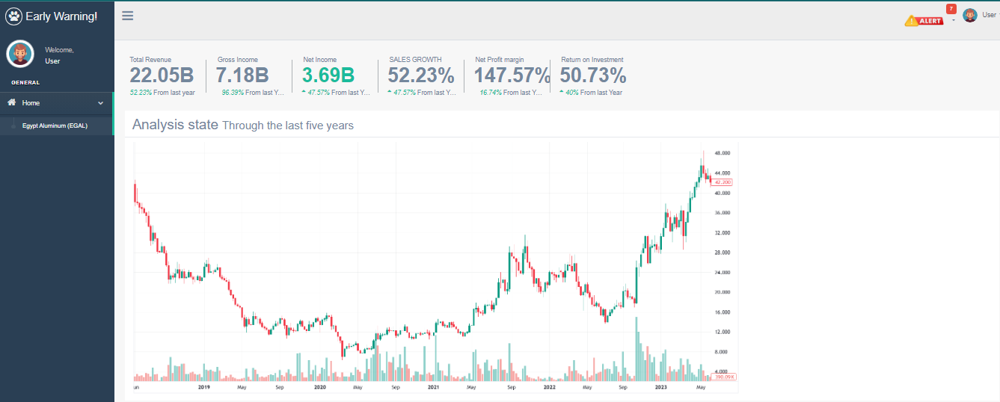 Early Warning!
7
ALERT
User
Welcome,
User
GENERAL
Home
Egypt Aluminum (EGAL)
Total Revenue
22.05B
52.23% From last year
Gross Income
7.18B
96.39% From last Y...
Net Income
3.69B
47.57% From last Y...
SALES GROWTH
52.23%
47.57% From last Y...
Net Profit margin
147.57%
16.74% From last Y...
Return on Investment
50.73%
40% From last Year
Analysis state Through the last five years
48.000
44.000
42.200
40.000
36.000
32.000
28.000
24.000
20.000
16.000
12.000
8.000
4.000
390.09K
un 2019 May Sep 2020 May Sep 2021 May Sep 2022 May Sep 2023 May